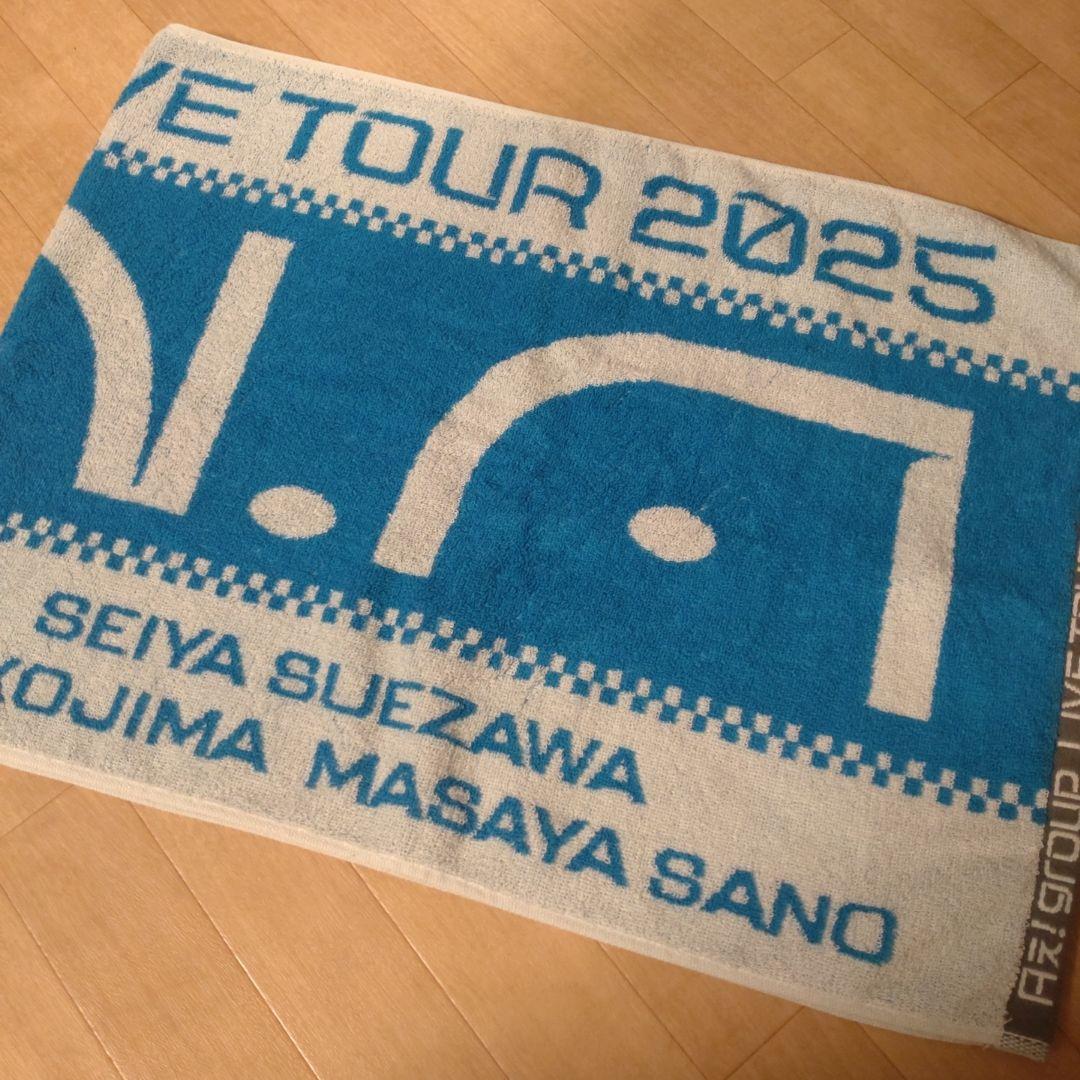 VE TOUR 2025
N.A
SEIYA SUEZAWA
KOJIMA MASAYA SANO
Aぇ! group LIVE TOUR